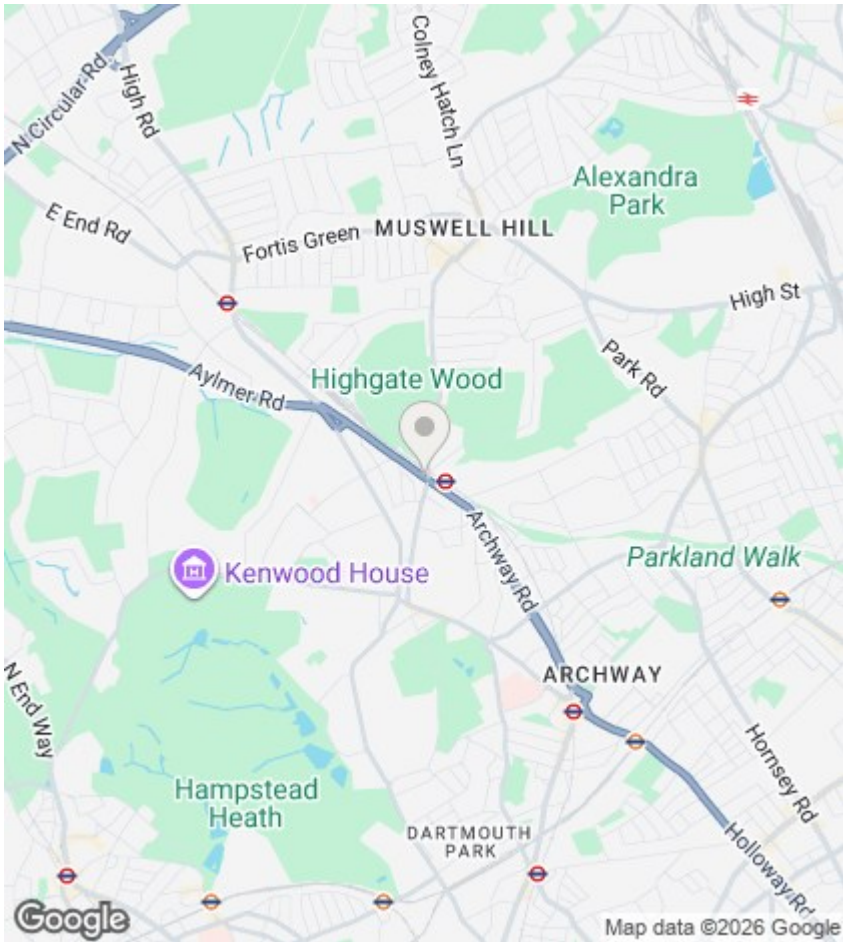 Colney Hatch Ln
N Circular Rd
High Rd
Alexandra
Park
E End Rd
Fortis Green
MUSWELL HILL
High St
Park Rd
Aylmer Rd
Highgate Wood
Archway Rd
Parkland Walk
Kenwood House
N End Way
ARCHWAY
Hornsey Rd
Hampstead
Heath
DARTMOUTH
PARK
Holloway Rd
Google
Map data ©2026 Google